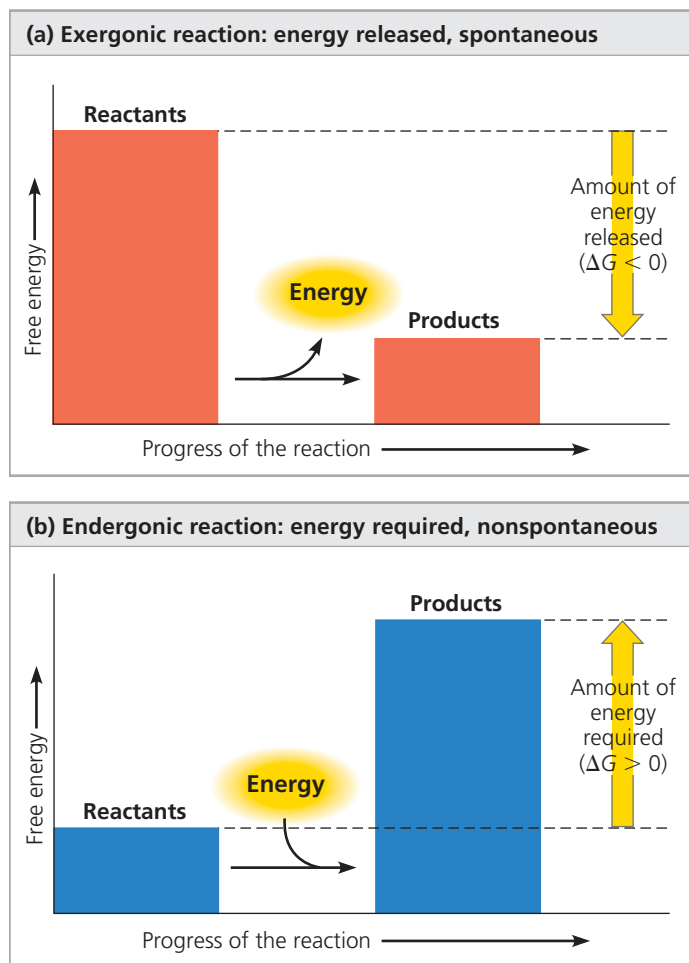 (a) Exergonic reaction: energy released, spontaneous
Reactants
Amount of
energy
released
(ΔG < 0)
Energy
Products
Free energy
Progress of the reaction
(b) Endergonic reaction: energy required, nonspontaneous
Products
Amount of
energy
required
(ΔG > 0)
Energy
Reactants
Free energy
Progress of the reaction